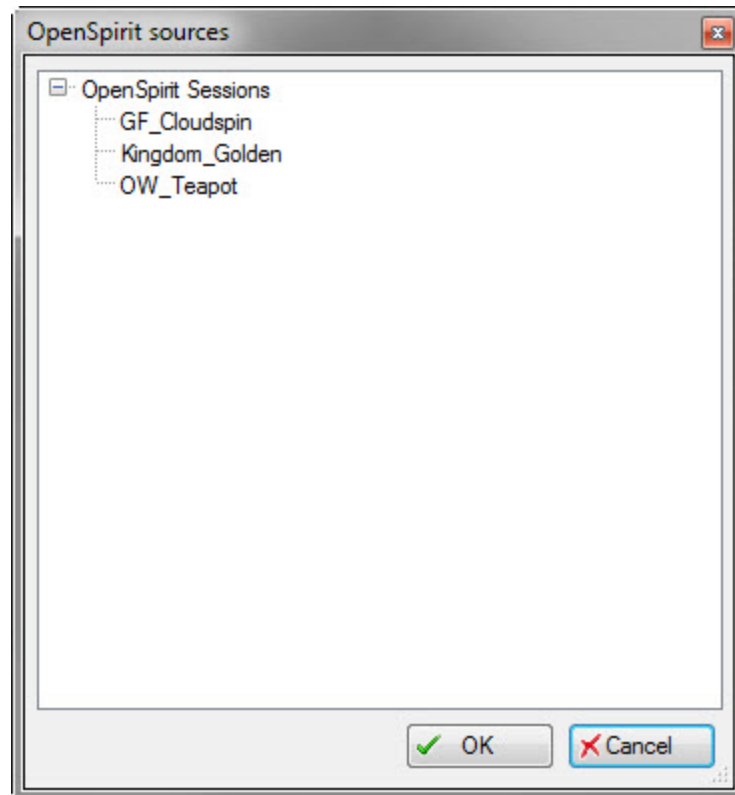 OpenSpirit sources
OpenSpirit Sessions
GF_Cloudspin
Kingdom_Golden
OW_Teapot
OK
Cancel